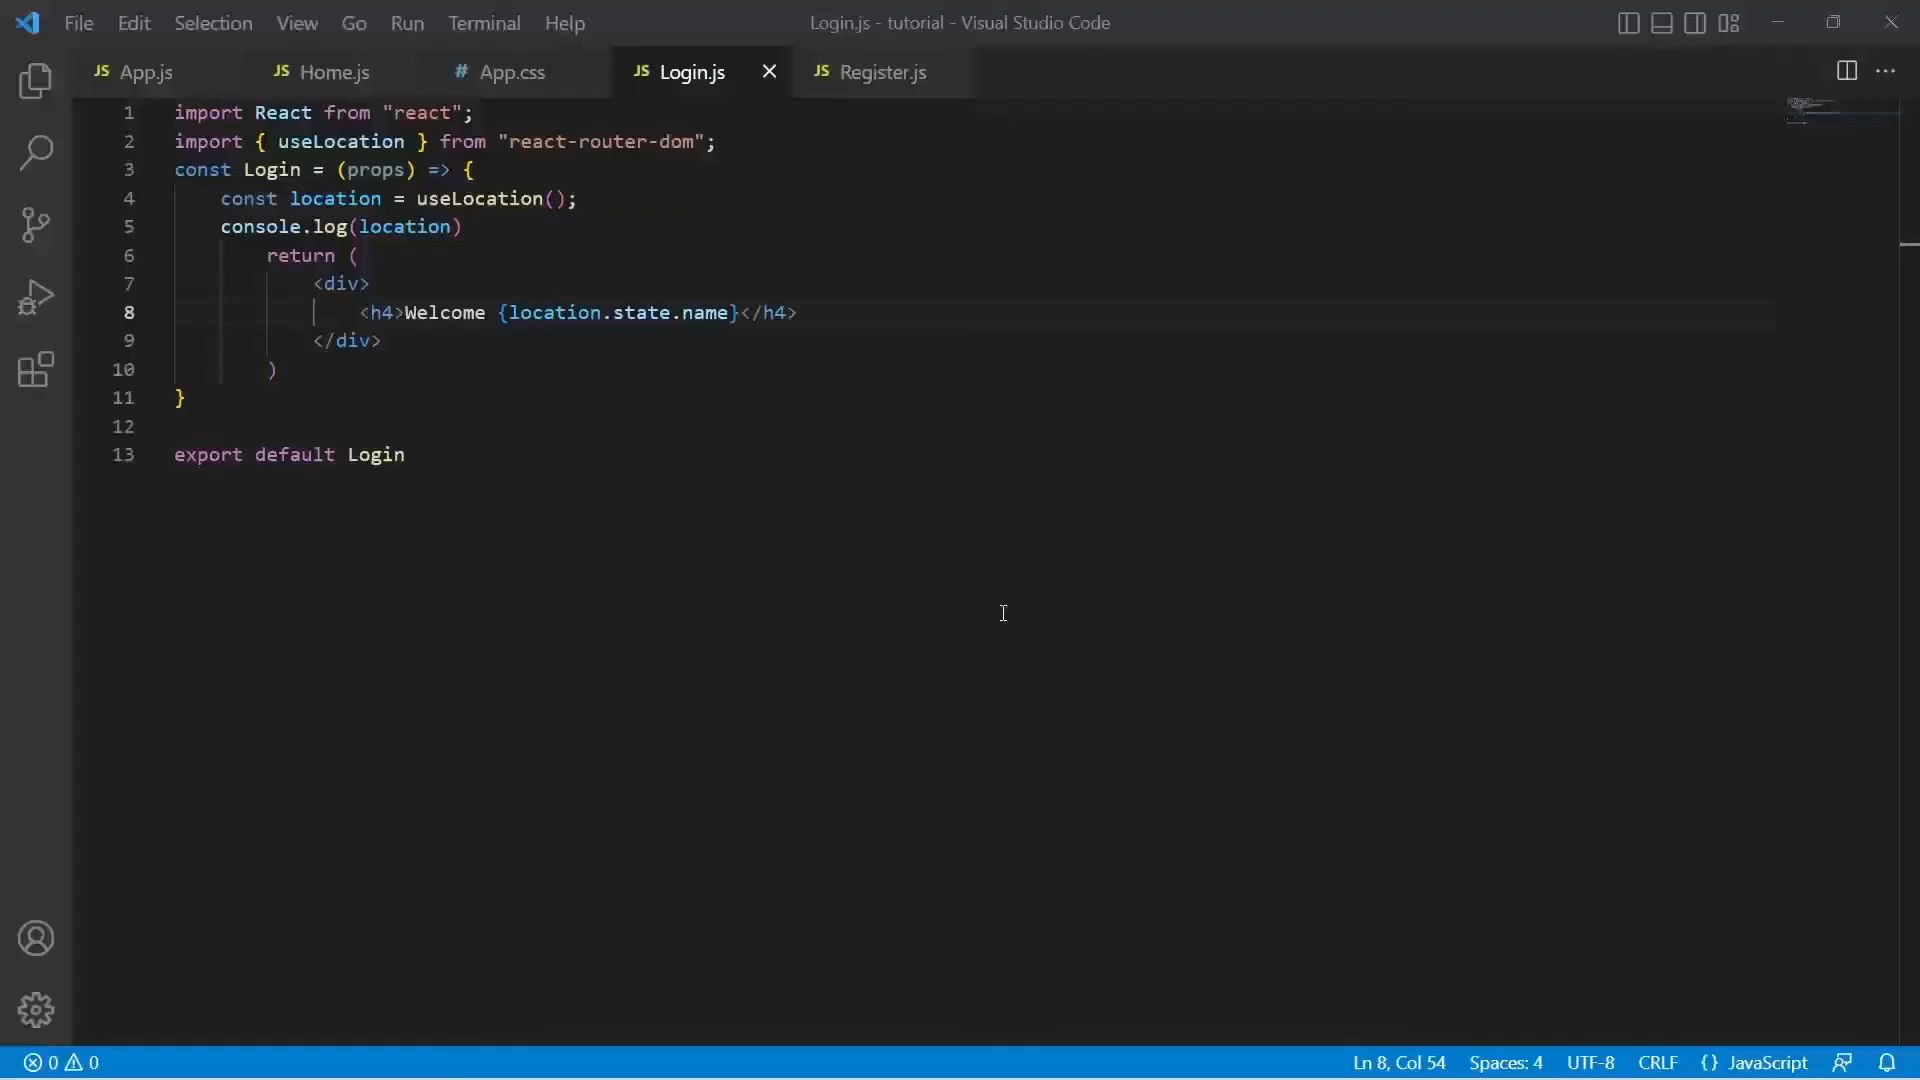 File Edit Selection View Go Run Terminal Help Login.js - tutorial - Visual Studio Code
JS App.js JS Home.js # App.css JS Login.js JS Register.js
1 import React from "react";
2 import { useLocation } from "react-router-dom";
3 const Login = (props) => {
4 const location = useLocation();
5 console.log(location)
6 return (
7 <div>
8 <h4>Welcome {location.state.name}</h4>
9 </div>
10 )
11 }
12
13 export default Login
0 0 Ln 8, Col 54 Spaces: 4 UTF-8 CRLF {} JavaScript